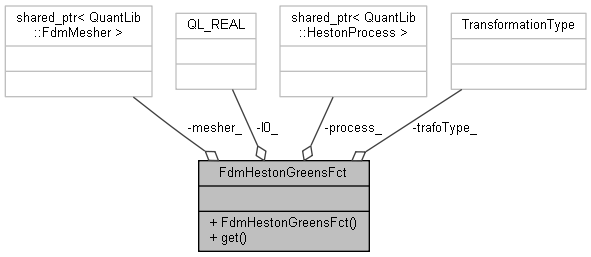 shared_ptr< QuantLib
::FdmMesher >
QL_REAL
shared_ptr< QuantLib
::HestonProcess >
TransformationType
-mesher_
-l0_
-process_
-trafoType_
FdmHestonGreensFct
+ FdmHestonGreensFct()
+ get()